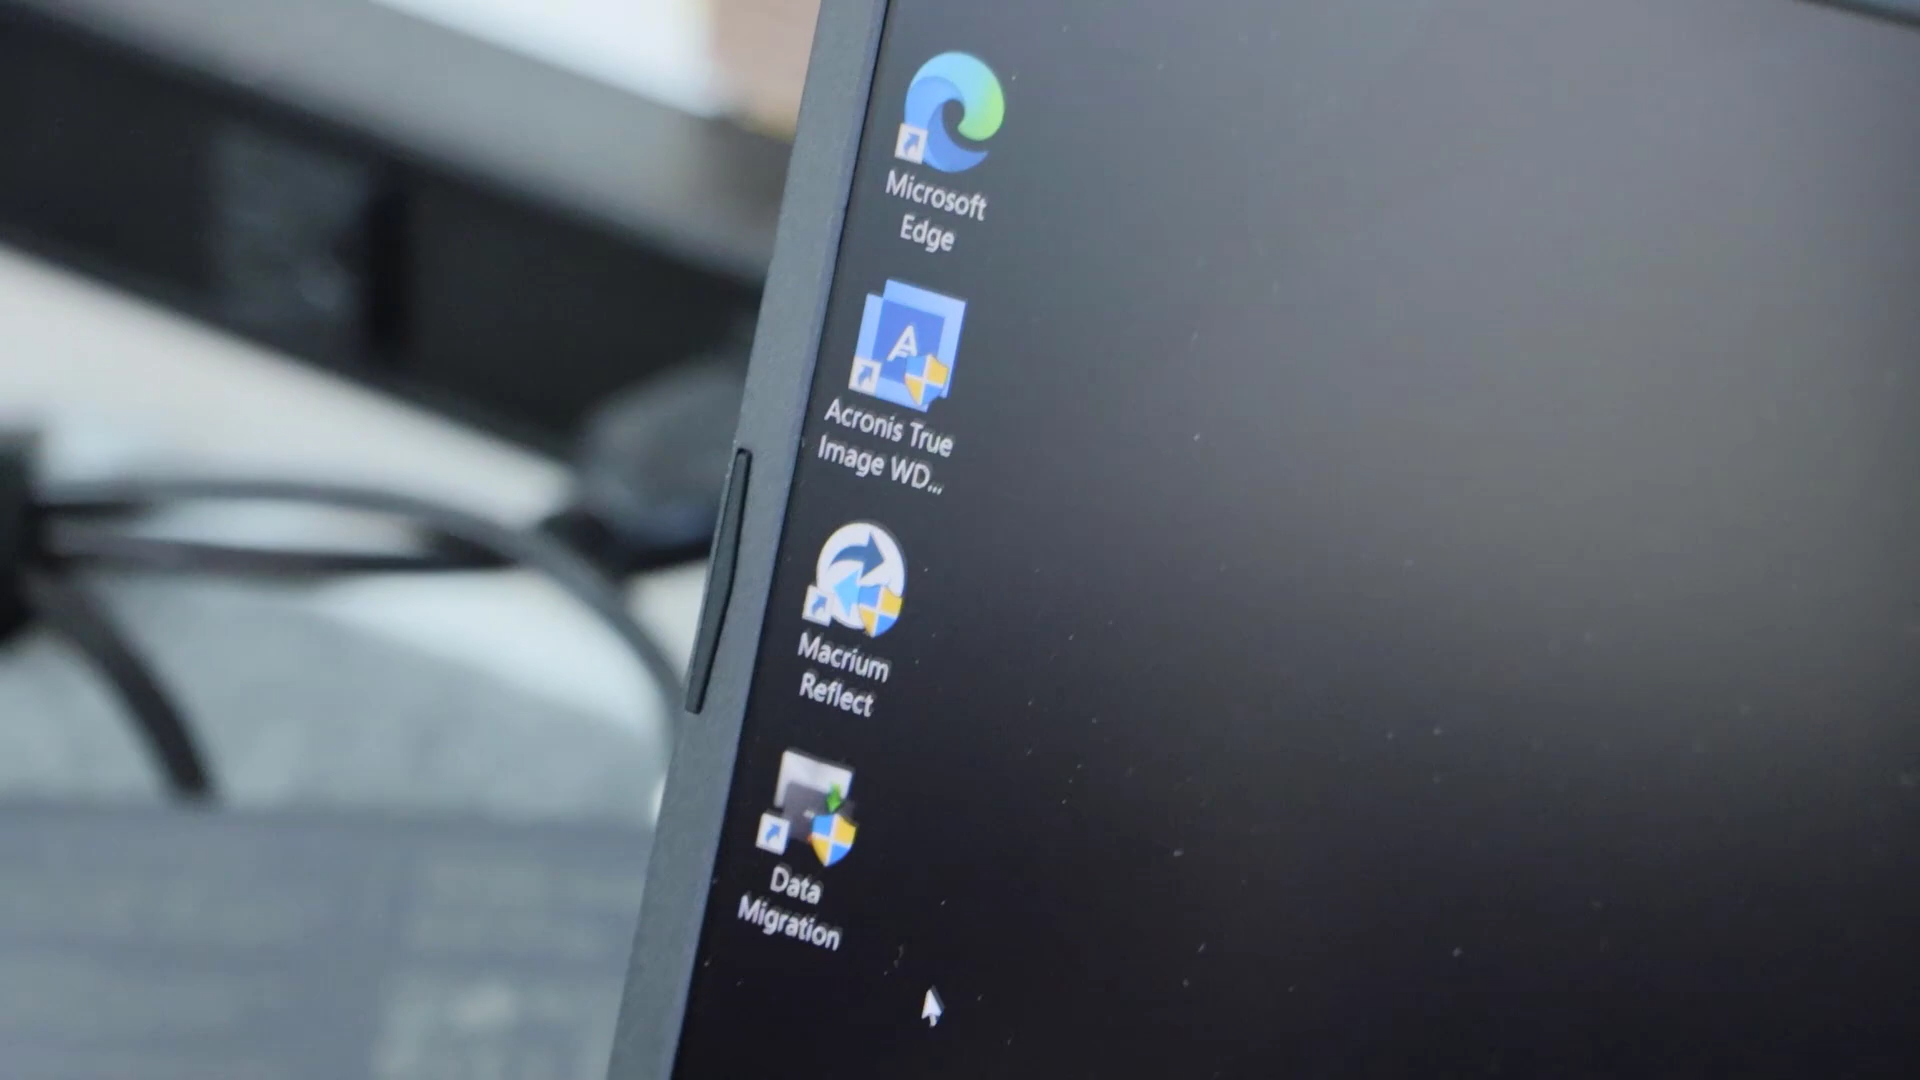 Microsoft
Edge
Acronis True
Image WD...
Macrium
Reflect
Data
Migration